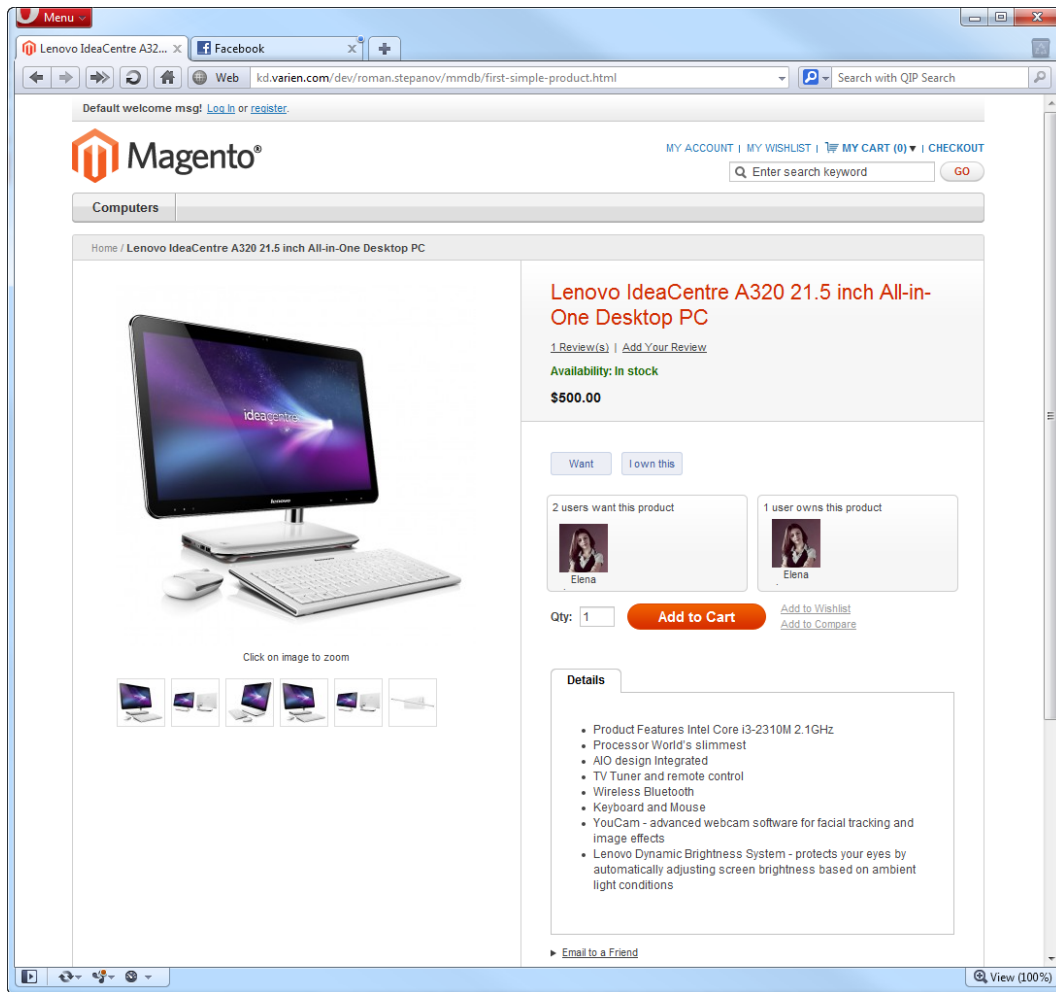 Menu
Lenovo IdeaCentre A32...
Facebook
Web
kd.varien.com/dev/roman.stepanov/mmdb/first-simple-product.html
Search with QIP Search
Default welcome msg! Log In or register.
Magento®
MY ACCOUNT | MY WISHLIST | MY CART (0) ▾ | CHECKOUT
Enter search keyword
GO
Computers
Home / Lenovo IdeaCentre A320 21.5 inch All-in-One Desktop PC
ideacentre
lenovo
Click on image to zoom
Lenovo IdeaCentre A320 21.5 inch All-in-
One Desktop PC
1 Review(s) | Add Your Review
Availability: In stock
$500.00
Want
I own this
2 users want this product
Elena
1 user owns this product
Elena
Qty: 1
Add to Cart
Add to Wishlist
Add to Compare
Details
Product Features Intel Core i3-2310M 2.1GHz
Processor World's slimmest
AIO design Integrated
TV Tuner and remote control
Wireless Bluetooth
Keyboard and Mouse
YouCam - advanced webcam software for facial tracking and
image effects
Lenovo Dynamic Brightness System - protects your eyes by
automatically adjusting screen brightness based on ambient
light conditions
Email to a Friend
View (100%)